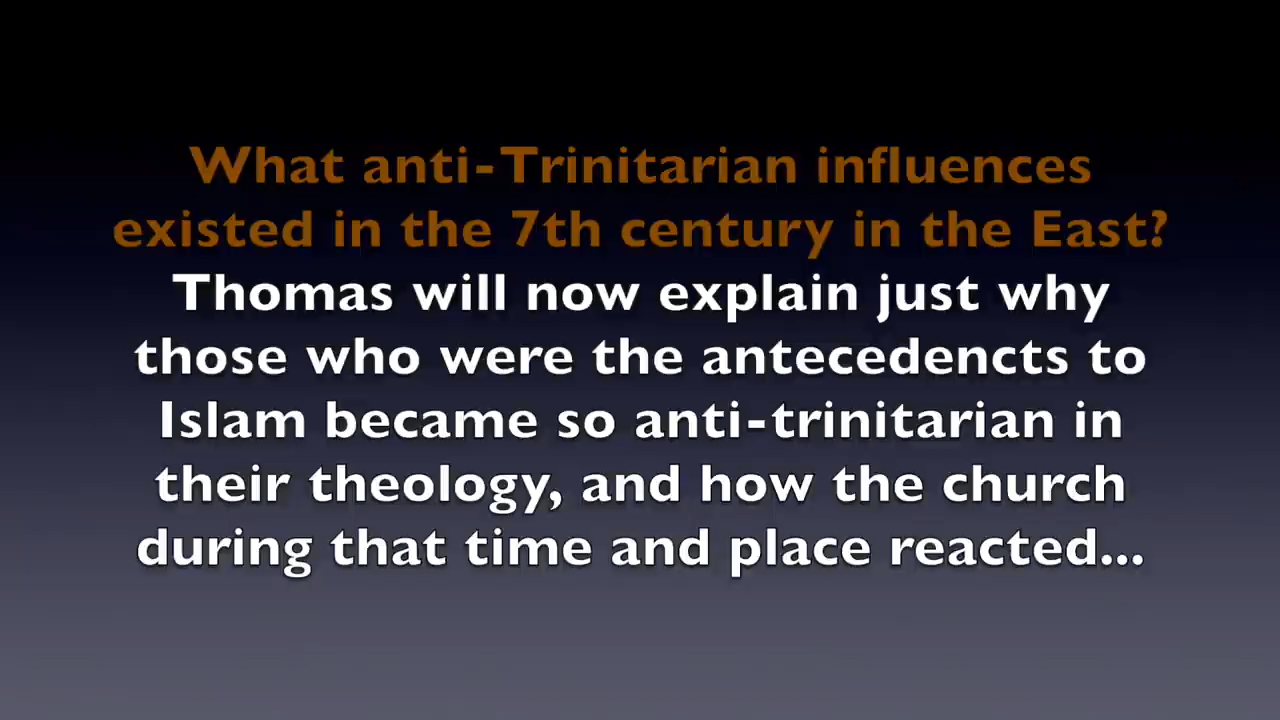 What anti-Trinitarian influences
existed in the 7th century in the East?
Thomas will now explain just why
those who were the antecedencts to
Islam became so anti-trinitarian in
their theology, and how the church
during that time and place reacted...